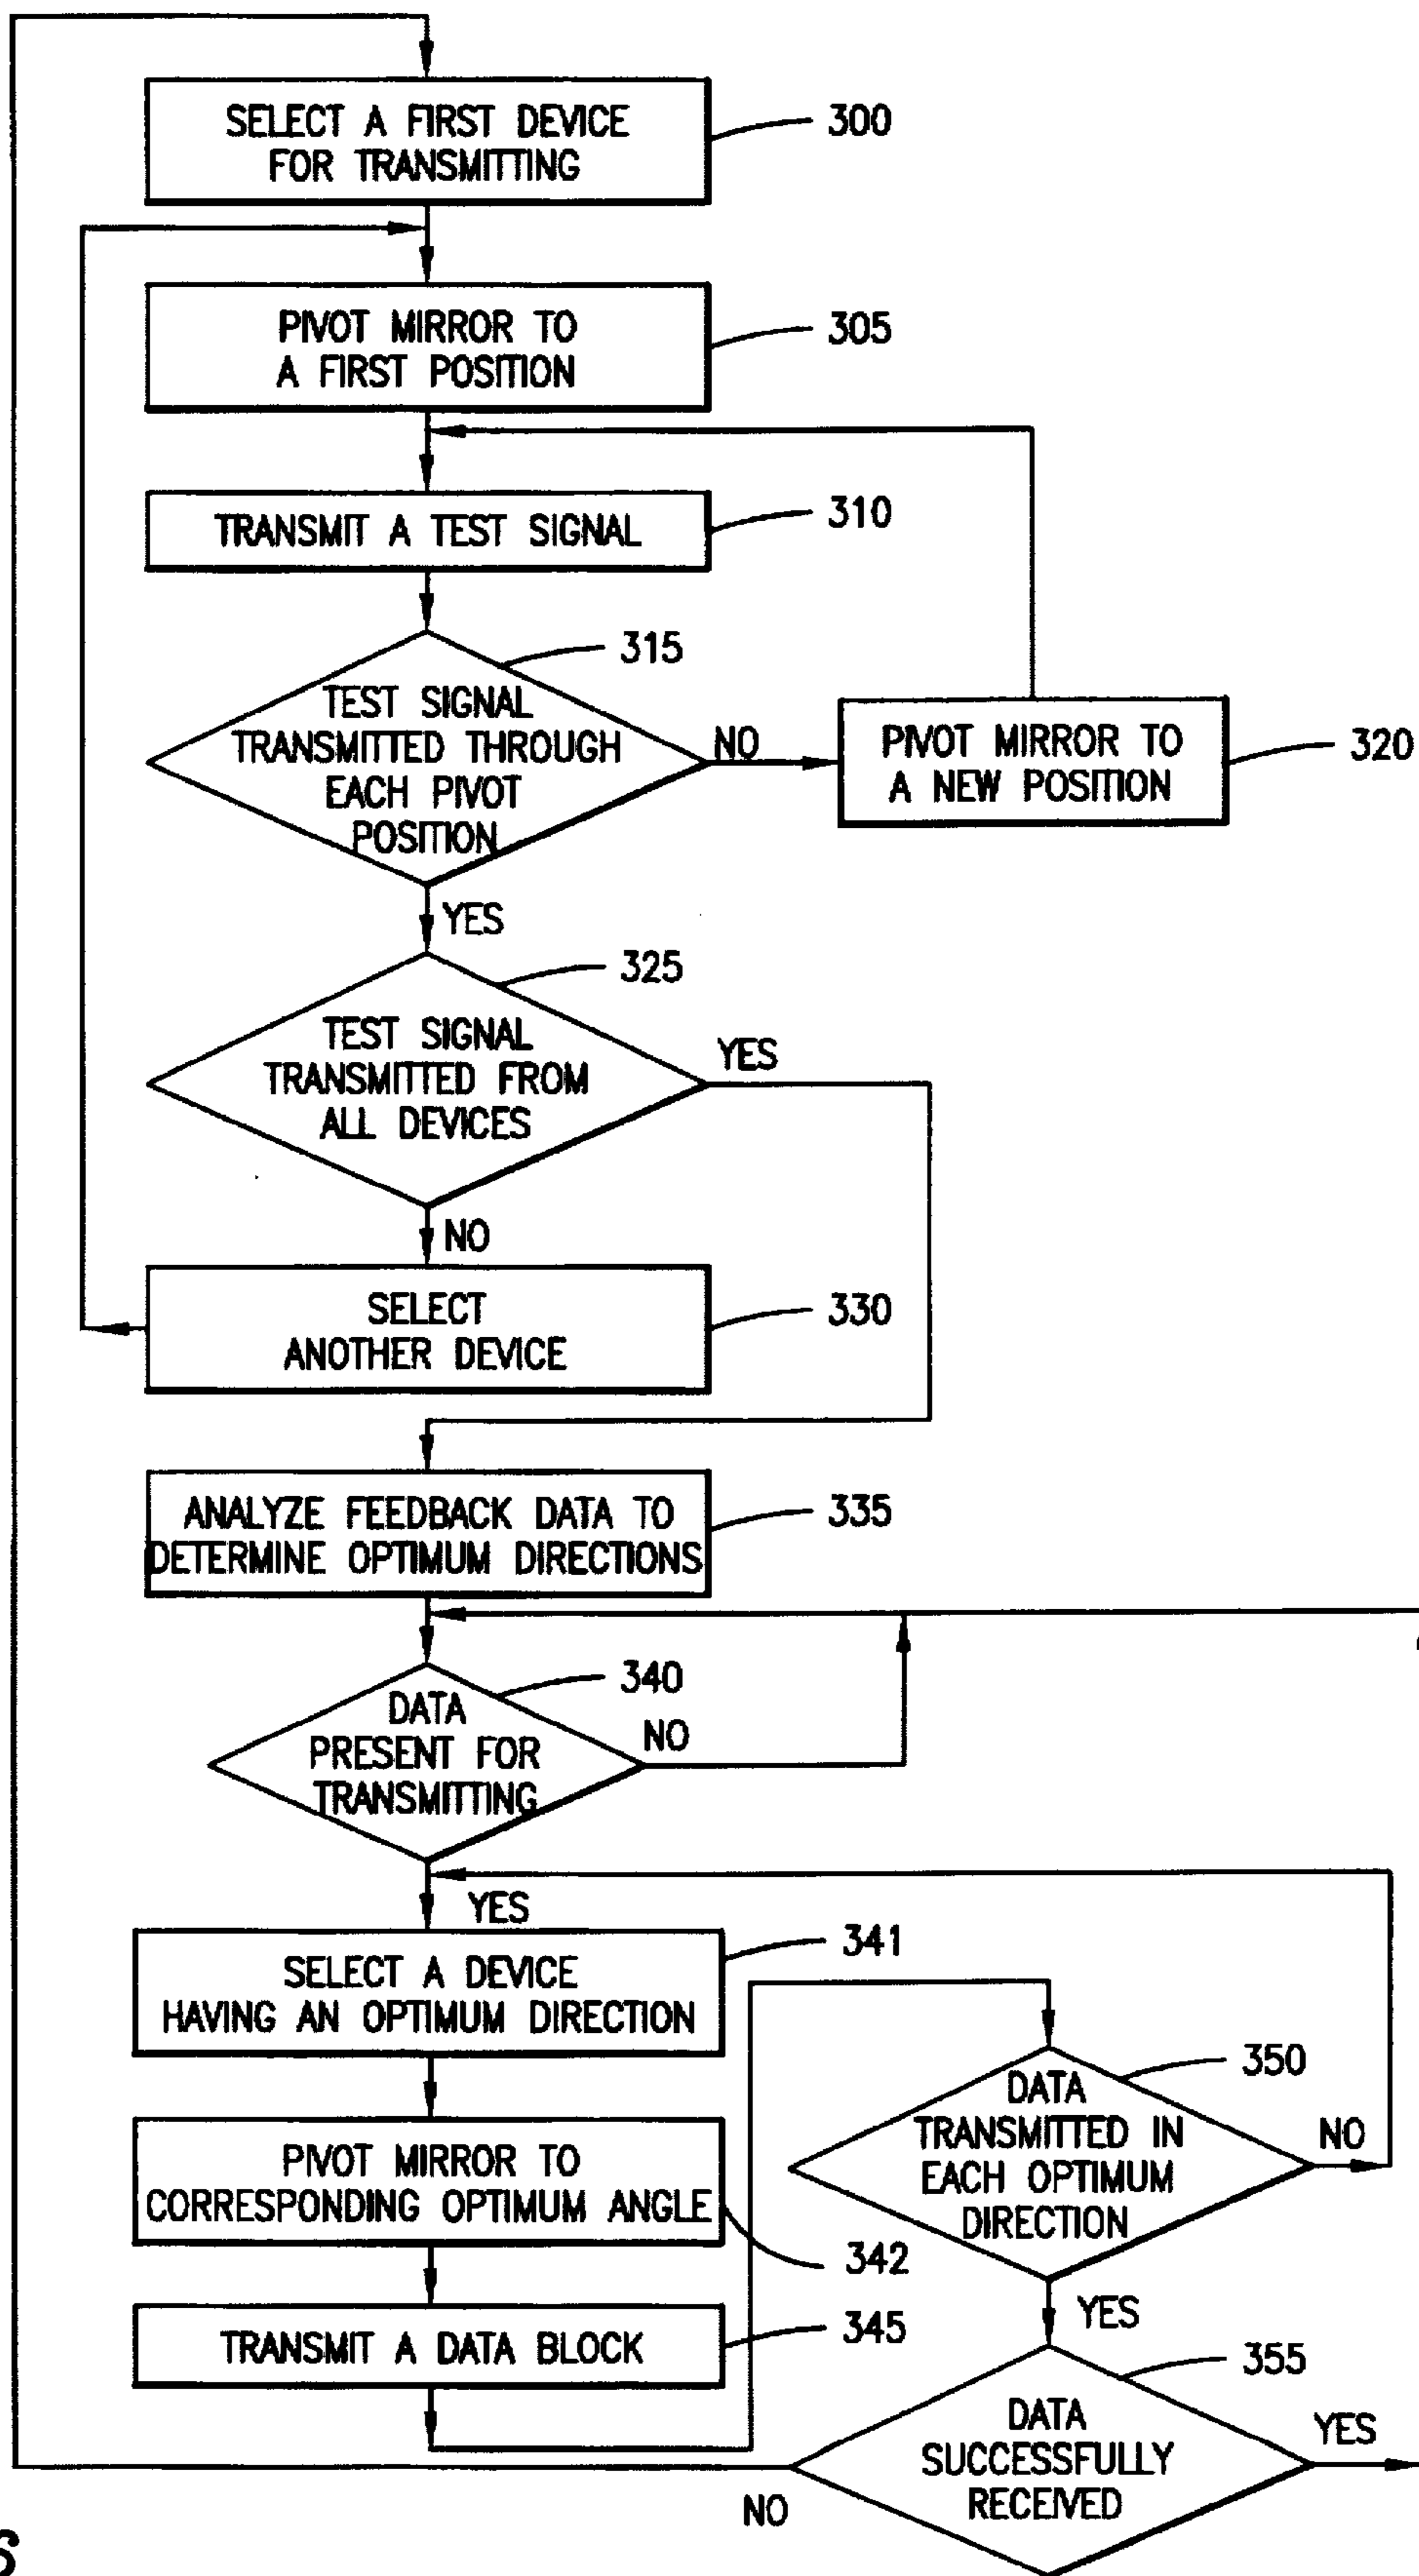 SELECT A FIRST DEVICE
FOR TRANSMITTING
300
PIVOT MIRROR TO
A FIRST POSITION
305
TRANSMIT A TEST SIGNAL
310
315
TEST SIGNAL
TRANSMITTED THROUGH
EACH PIVOT
POSITION
NO
PIVOT MIRROR TO
A NEW POSITION
320
YES
325
TEST SIGNAL
TRANSMITTED FROM
ALL DEVICES
YES
NO
SELECT
ANOTHER DEVICE
330
ANALYZE FEEDBACK DATA TO
DETERMINE OPTIMUM DIRECTIONS
335
340
DATA
PRESENT FOR
TRANSMITTING
NO
YES
SELECT A DEVICE
HAVING AN OPTIMUM DIRECTION
341
PIVOT MIRROR TO
CORRESPONDING OPTIMUM ANGLE
342
TRANSMIT A DATA BLOCK
345
350
DATA
TRANSMITTED IN
EACH OPTIMUM
DIRECTION
NO
YES
355
DATA
SUCCESSFULLY
RECEIVED
YES
NO